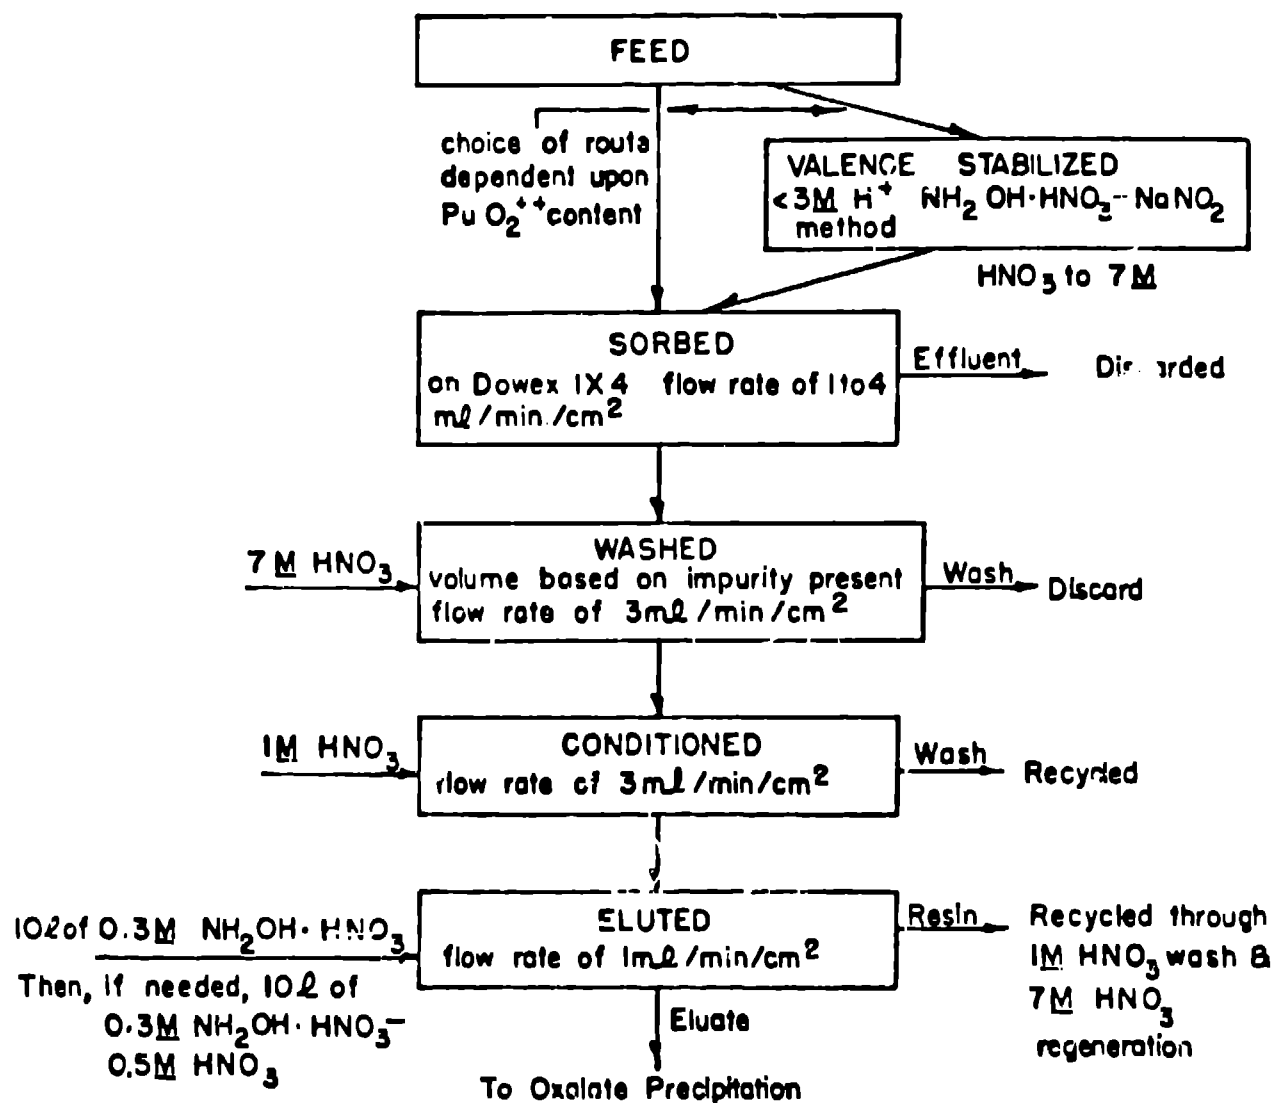 FEED
choice of route
dependent upon
Pu O₂⁺⁺ content
VALENCE STABILIZED
<3M H⁺ NH₂ OH·HNO₃-NaNO₂
method
HNO₃ to 7M
SORBED
on Dowex 1X4 flow rate of 1 to 4
ml/min./cm²
Effluent
WASHED
volume based on impurity present
flow rate of 3ml/min/cm²
7M HNO₃
Wash
Discard
CONDITIONED
flow rate of 3ml/min/cm²
1M HNO₃
Wash
Recycled
ELUTED
flow rate of 1ml/min/cm²
10l of 0.3M NH₂OH·HNO₃
Then, if needed, 10l of
0.3M NH₂OH·HNO₃-
0.5M HNO₃
Resin
Recycled through
1M HNO₃ wash &
7M HNO₃
regeneration
Eluate
To Oxalate Precipitation